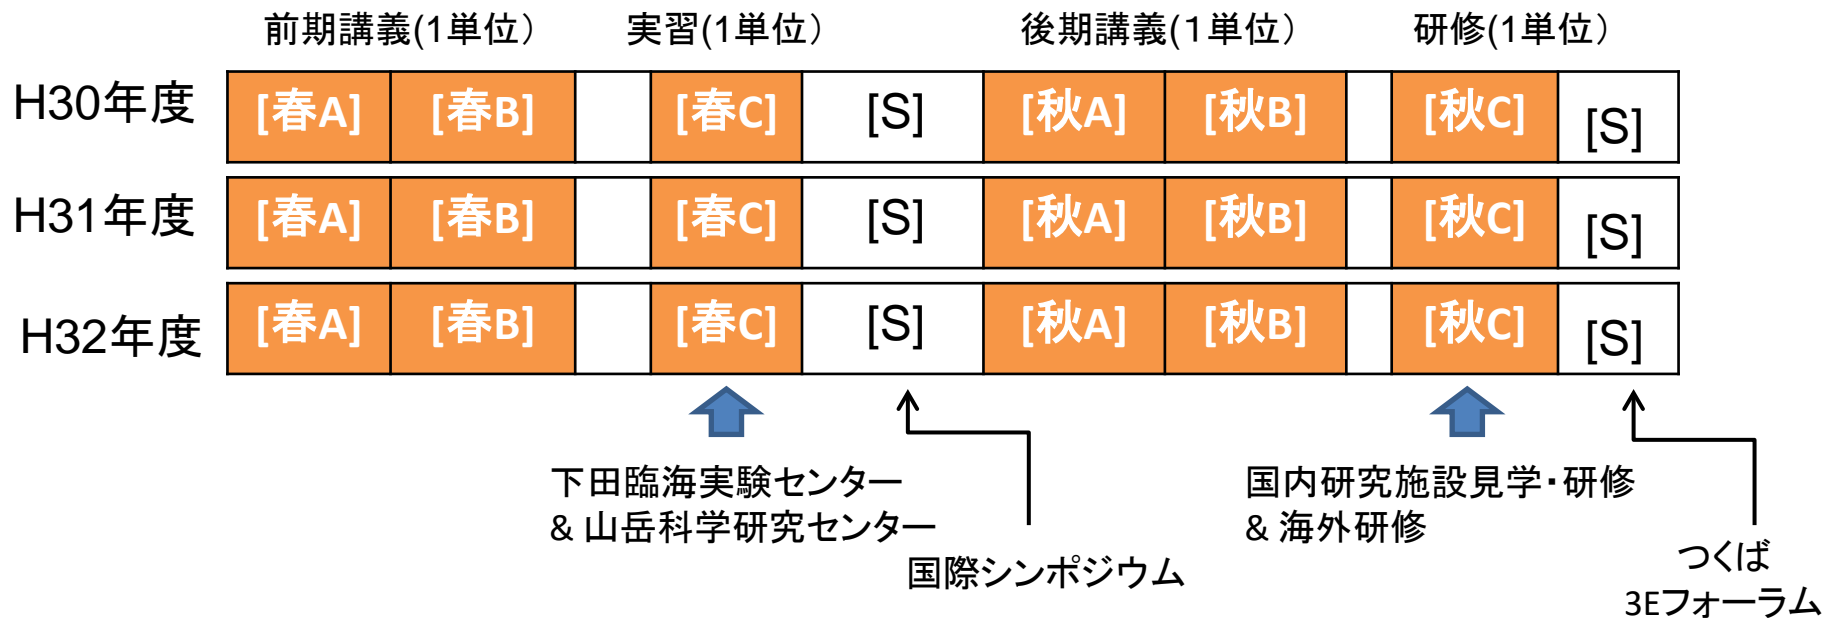 前期講義(1単位） 実習(1単位） 後期講義(１単位） 研修(1単位）
H30年度 [春A] [春B] [春C] [S] [秋A] [秋B] [秋C] [S]
H31年度 [春A] [春B] [春C] [S] [秋A] [秋B] [秋C] [S]
H32年度 [春A] [春B] [春C] [S] [秋A] [秋B] [秋C] [S]
下田臨海実験センター
& 山岳科学研究センター
国際シンポジウム
国内研究施設見学・研修
& 海外研修
つくば
3Eフォーラム